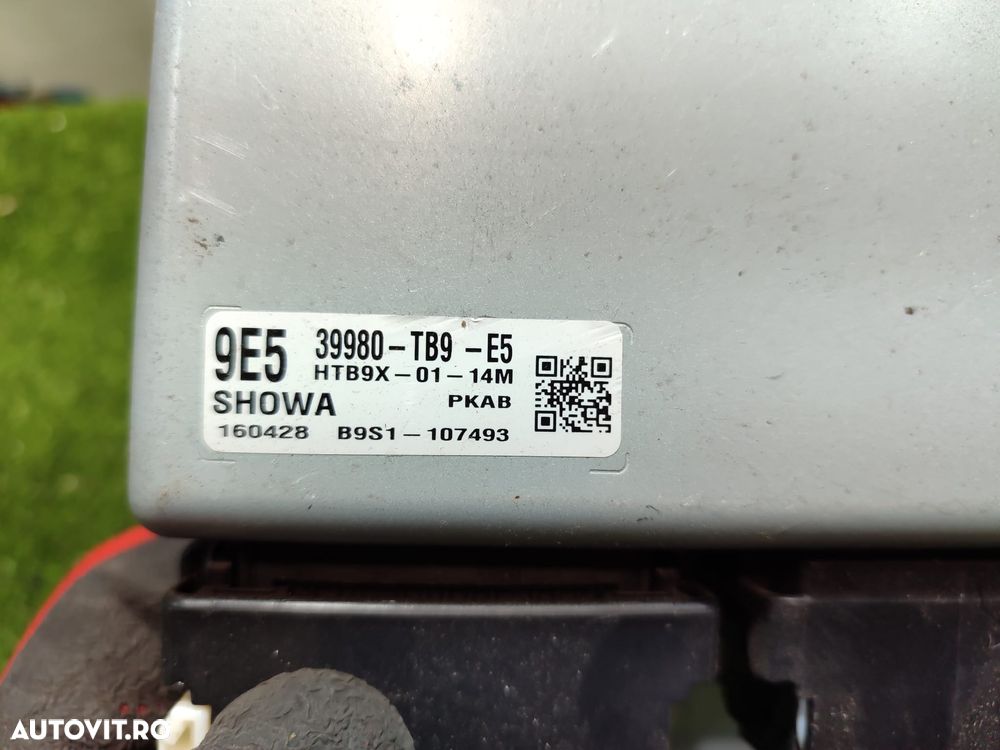 9E5 39980-TB9 -E5
HTB9X-01-14M
SHOWA PKAB
160428 B9S1-107493
AUTOVIT.RO